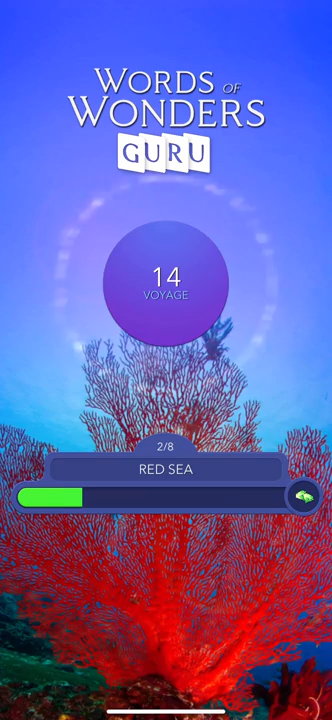 WORDS OF
WONDERS
GURU
14
VOYAGE
2/8
RED SEA